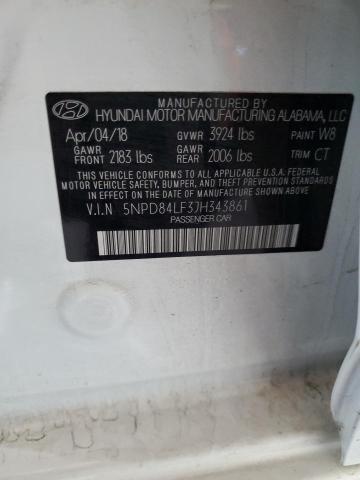 MANUFACTURED BY
HYUNDAI MOTOR MANUFACTURING ALABAMA, LLC
Apr/04/18 GVWR 3924 lbs PAINT W8
GAWR FRONT 2183 lbs GAWR REAR 2006 lbs TRIM CT
THIS VEHICLE CONFORMS TO ALL APPLICABLE U.S.A. FEDERAL
MOTOR VEHICLE SAFETY, BUMPER, AND THEFT PREVENTION
STANDARDS IN EFFECT ON THE DATE OF MANUFACTURE SHOWN ABOVE.
V.I.N 5NPD84LF37H343861
PASSENGER CAR